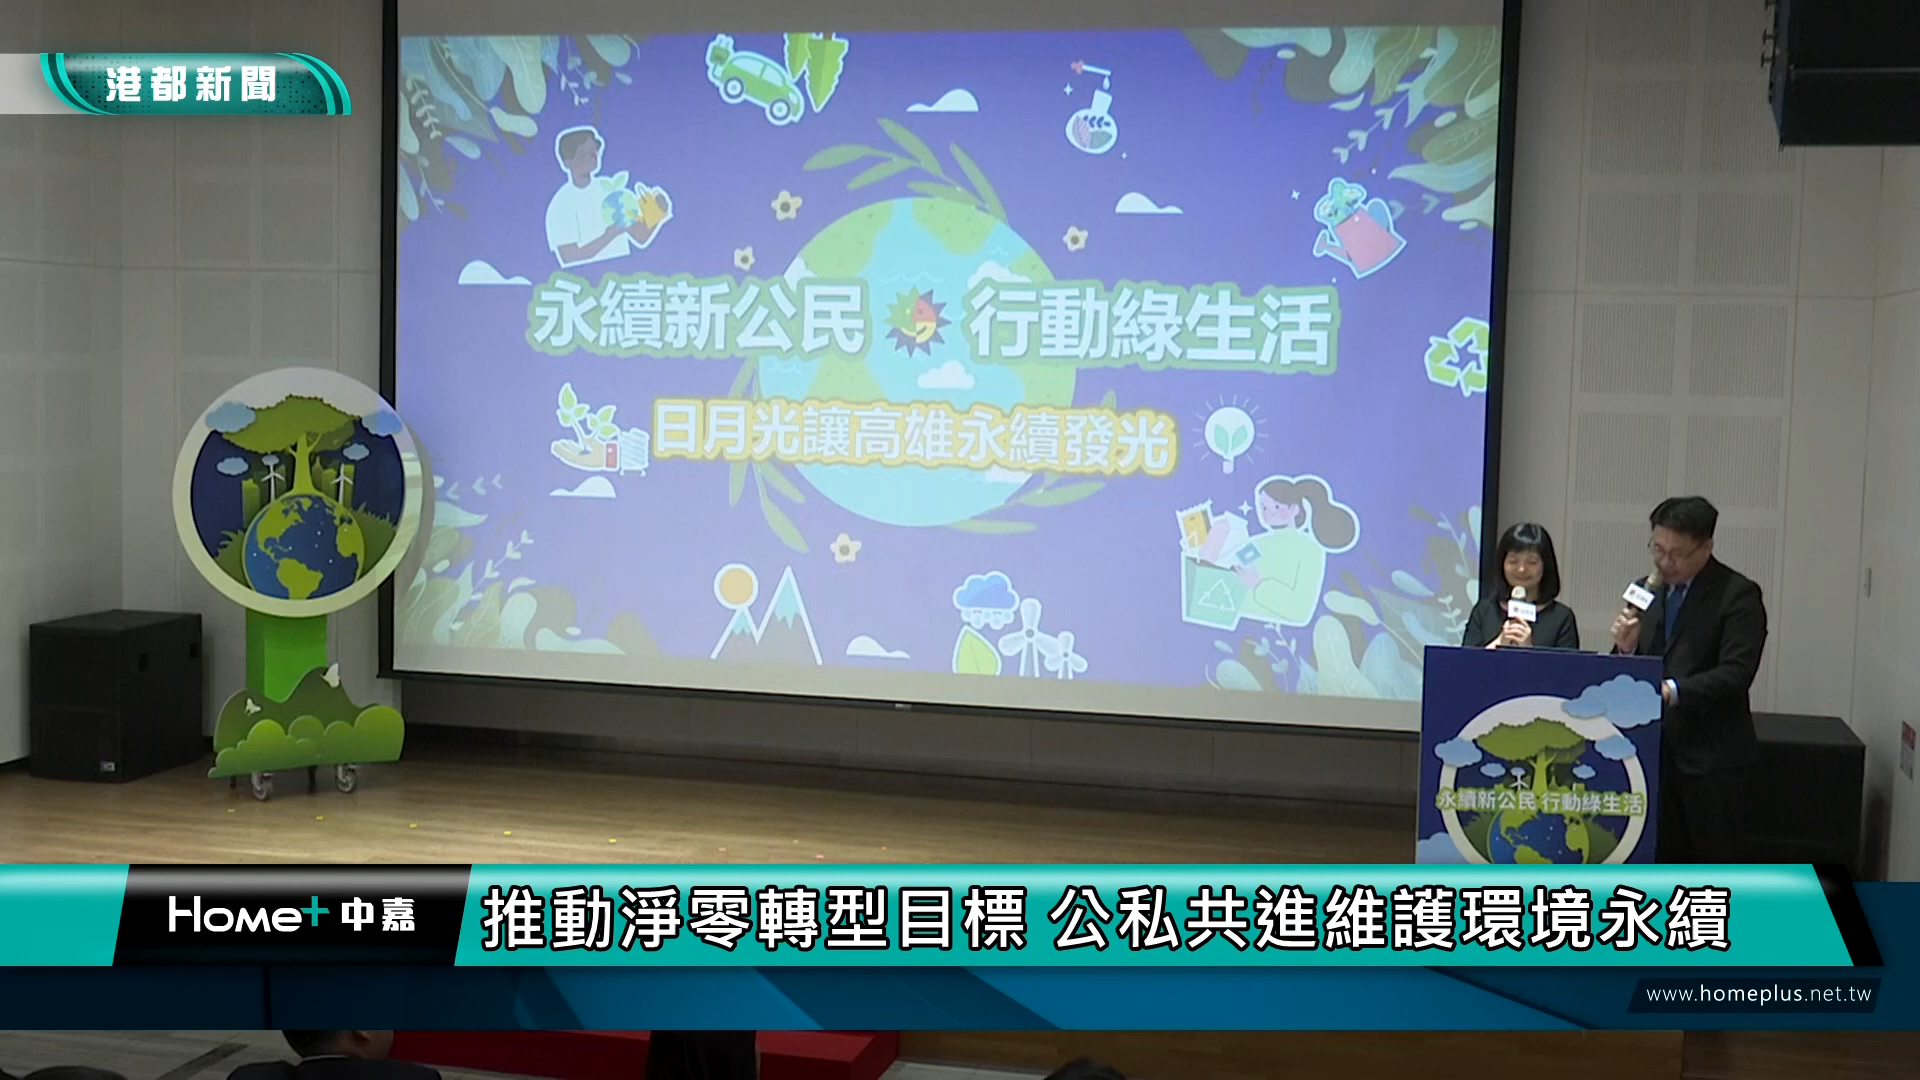 港都新聞
永續新公民 行動綠生活
日月光讓高雄永續發光
永續新公民 行動綠生活
Home+ 中嘉
推動淨零轉型目標 公私共進維護環境永續
www.homeplus.net.tw